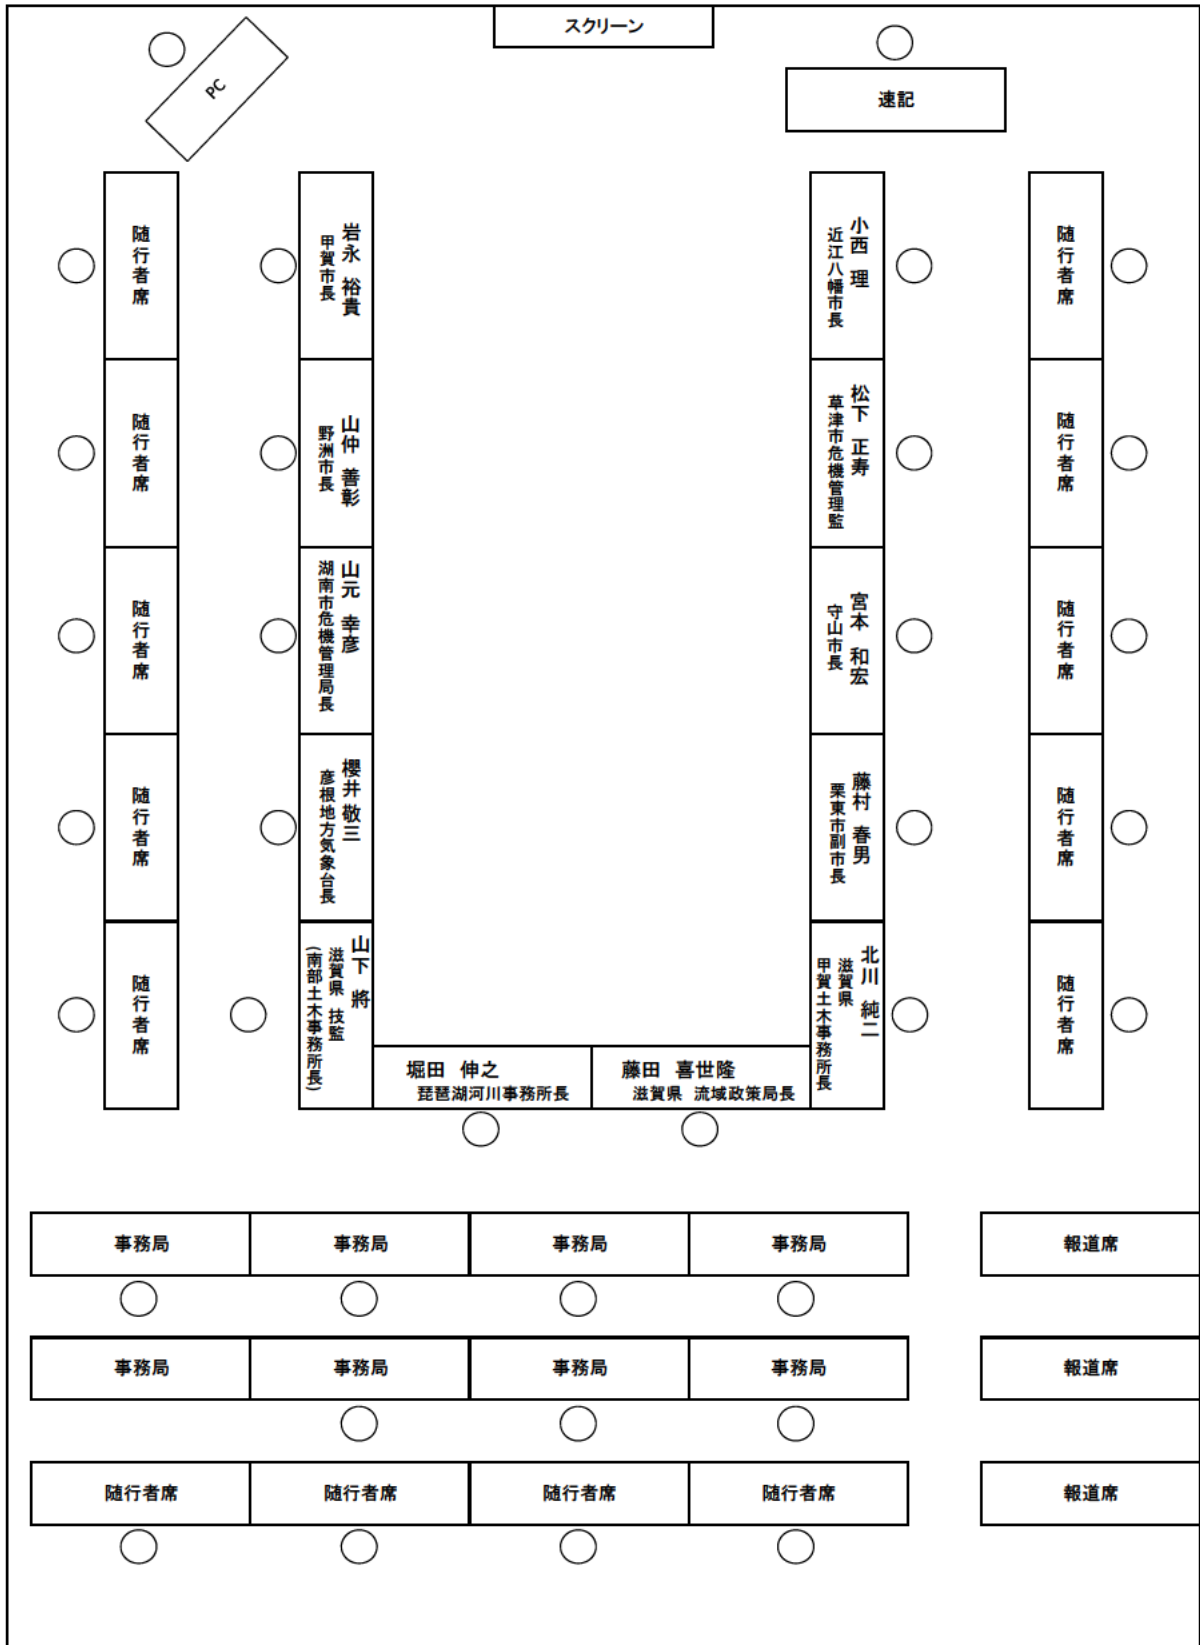 スクリーン
PC
速記
随行者席
随行者席
随行者席
随行者席
随行者席
岩永 裕貴
甲賀市長
山仲 善彰
野洲市長
山元 幸彦
湖南市危機管理局長
櫻井 敬三
彦根地方気象台長
山下 將
滋賀県 技監
(南部土木事務所長)
小西 理
近江八幡市長
松下 正寿
草津市危機管理監
宮本 和宏
守山市長
藤村 春男
栗東市副市長
北川 純二
滋賀県
甲賀土木事務所長
随行者席
随行者席
随行者席
随行者席
随行者席
堀田 伸之
琵琶湖河川事務所長
藤田 喜世隆
滋賀県 流域政策局長
事務局 事務局 事務局 事務局 報道席
事務局 事務局 事務局 事務局 報道席
随行者席 随行者席 随行者席 随行者席 報道席